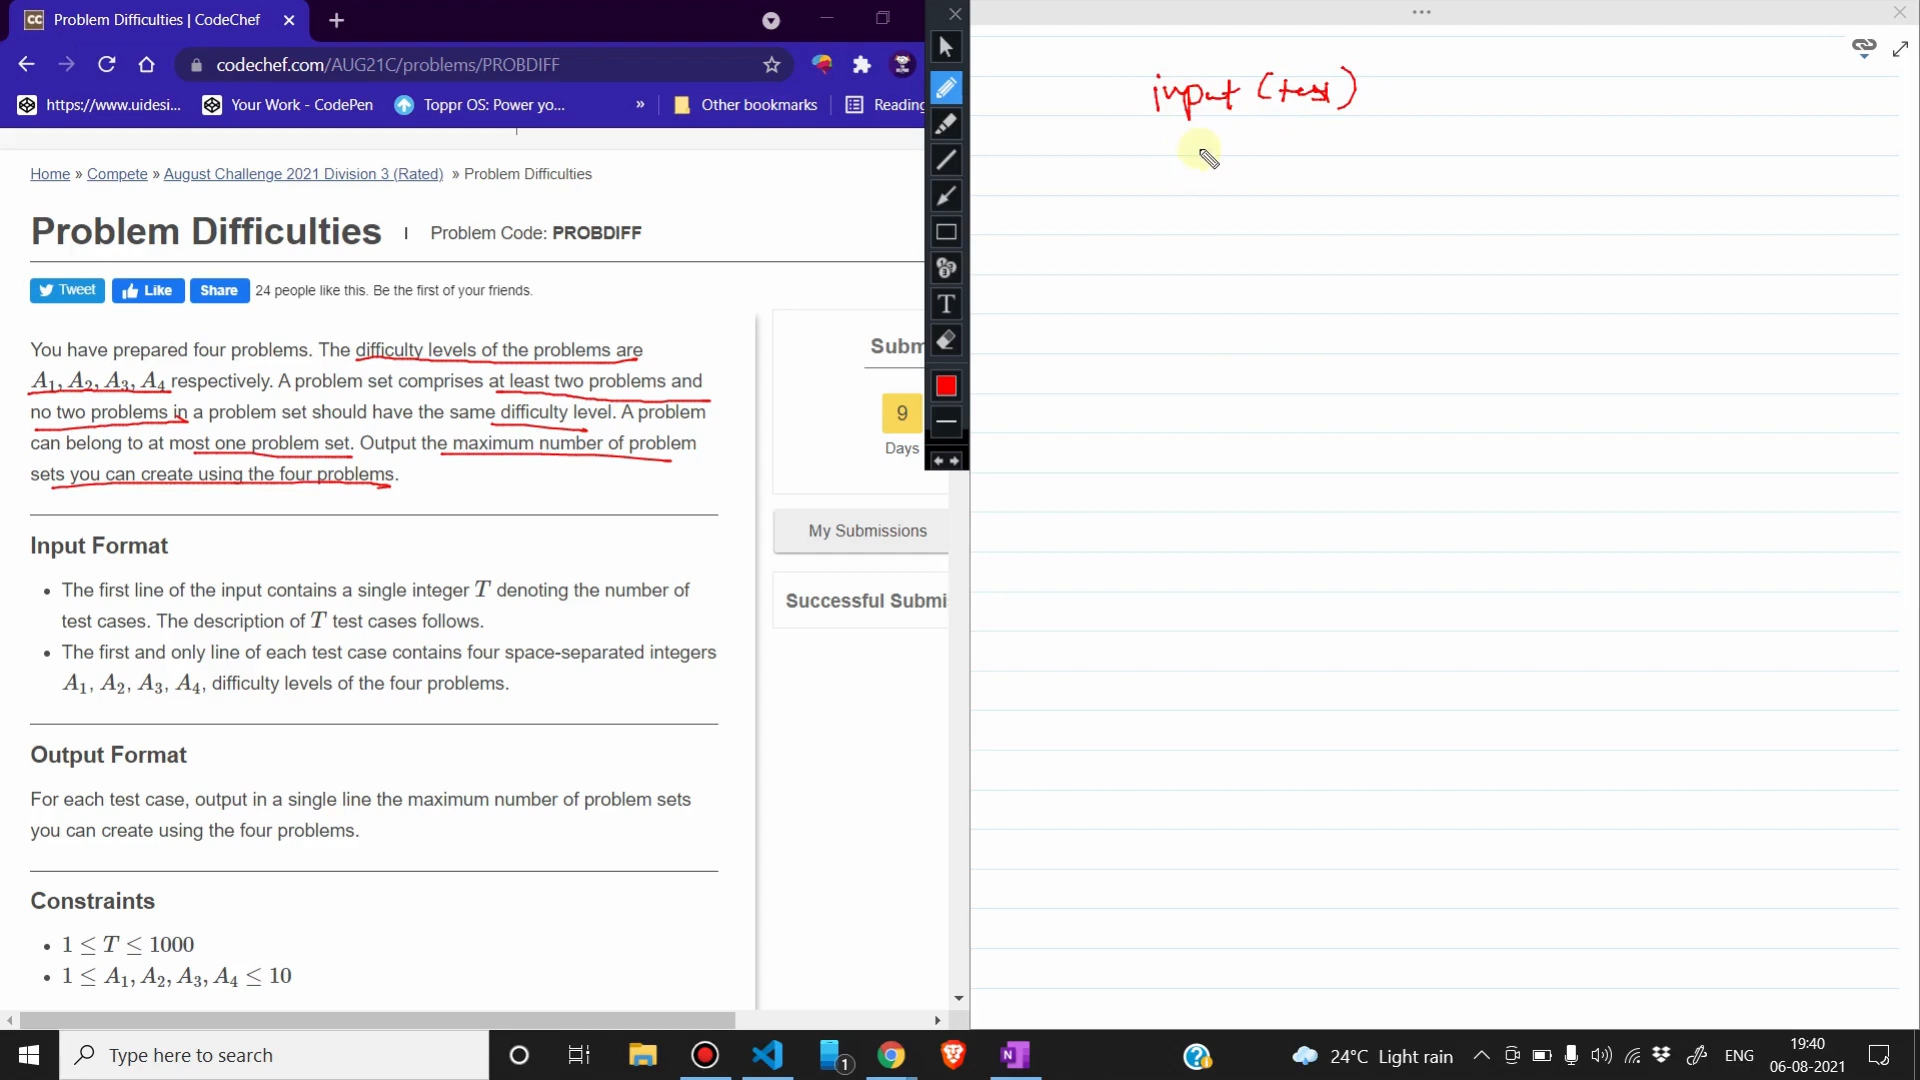 Problem Difficulties | CodeChef
codechef.com/AUG21C/problems/PROBDIFF
https://www.uidesi... Your Work - CodePen Toppr OS: Power yo... » Other bookmarks Reading
Home » Compete » August Challenge 2021 Division 3 (Rated) » Problem Difficulties
Problem Difficulties | Problem Code: PROBDIFF
Tweet Like Share 24 people like this. Be the first of your friends.
You have prepared four problems. The difficulty levels of the problems are
A1, A2, A3, A4 respectively. A problem set comprises at least two problems and
no two problems in a problem set should have the same difficulty level. A problem
can belong to at most one problem set. Output the maximum number of problem
sets you can create using the four problems.
Input Format
• The first line of the input contains a single integer T denoting the number of
test cases. The description of T test cases follows.
• The first and only line of each test case contains four space-separated integers
A1, A2, A3, A4, difficulty levels of the four problems.
Output Format
For each test case, output in a single line the maximum number of problem sets
you can create using the four problems.
Constraints
• 1 ≤ T ≤ 1000
• 1 ≤ A1, A2, A3, A4 ≤ 10
Subm
9
Days
My Submissions
Successful Submi
T
input (test)
Type here to search
1
N
24°C Light rain
ENG
19:40
06-08-2021